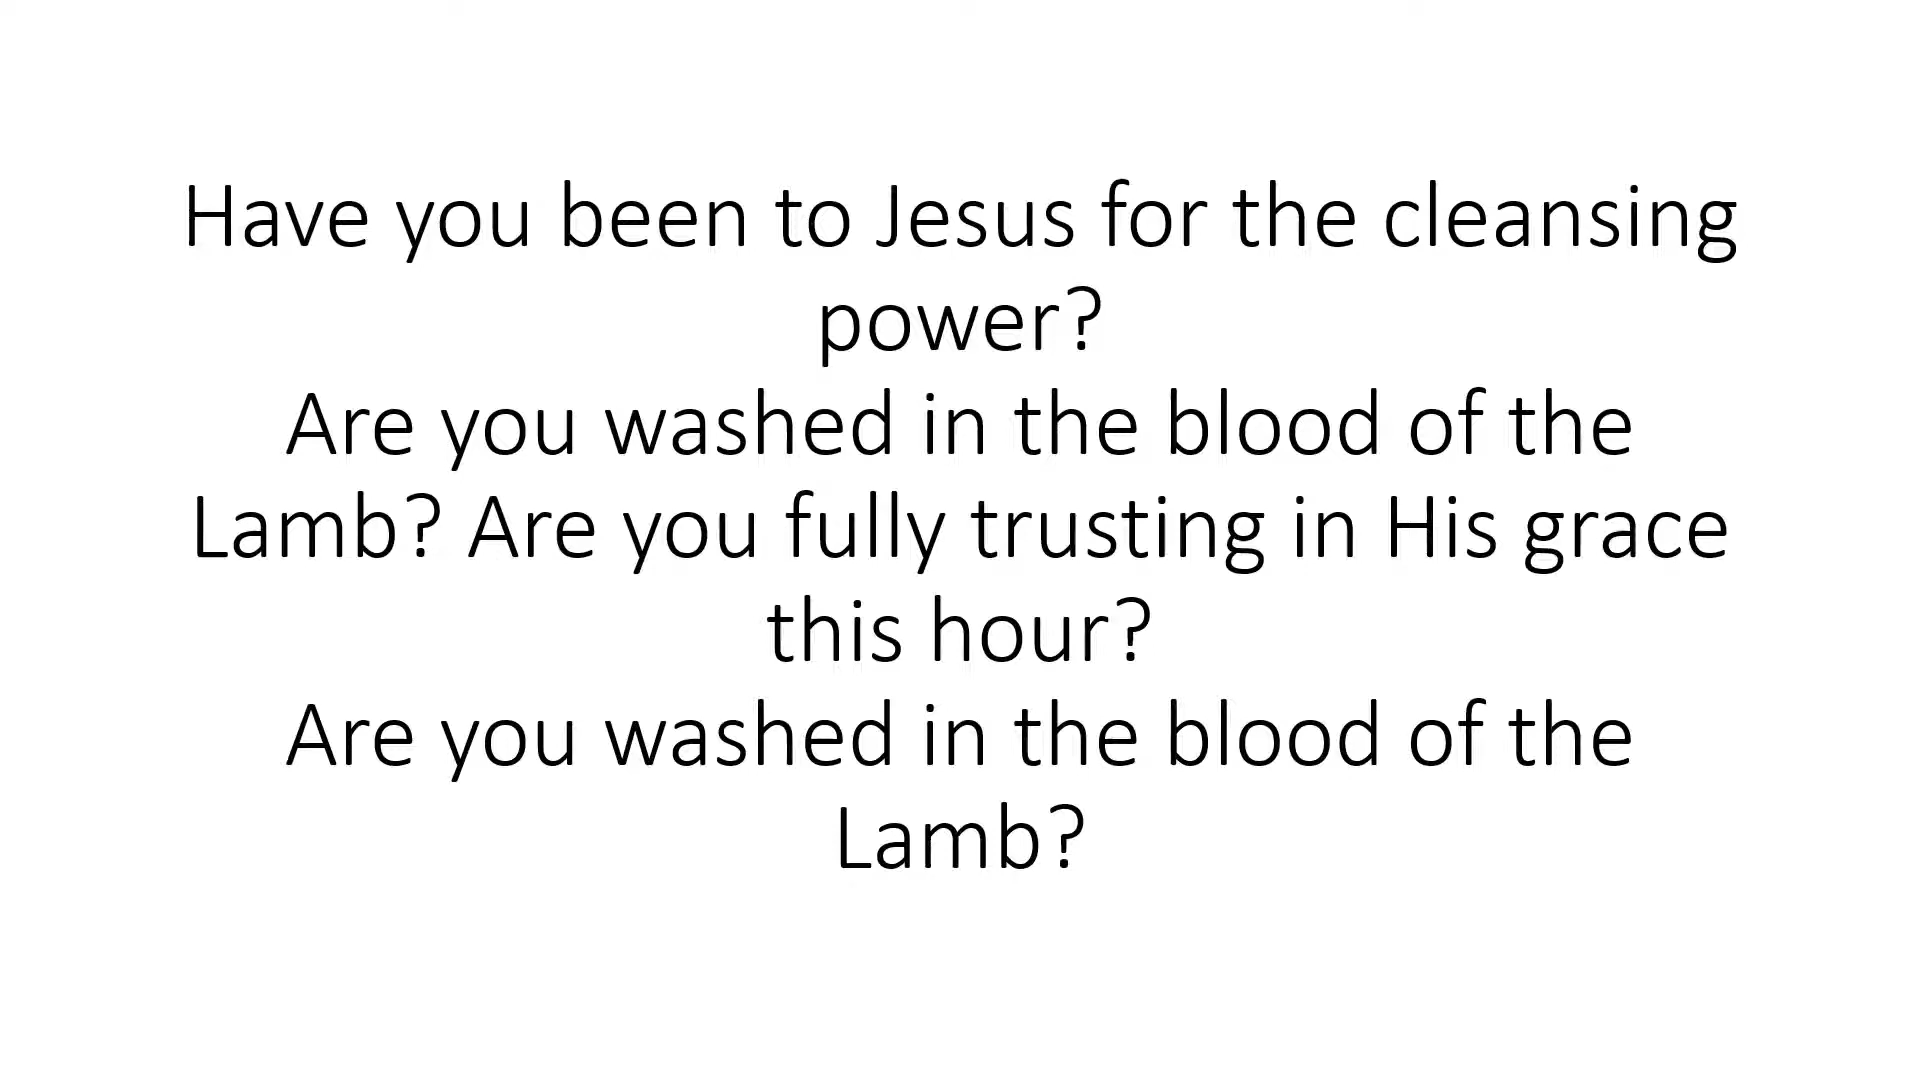 Have you been to Jesus for the cleansing
power?
Are you washed in the blood of the
Lamb? Are you fully trusting in His grace
this hour?
Are you washed in the blood of the
Lamb?